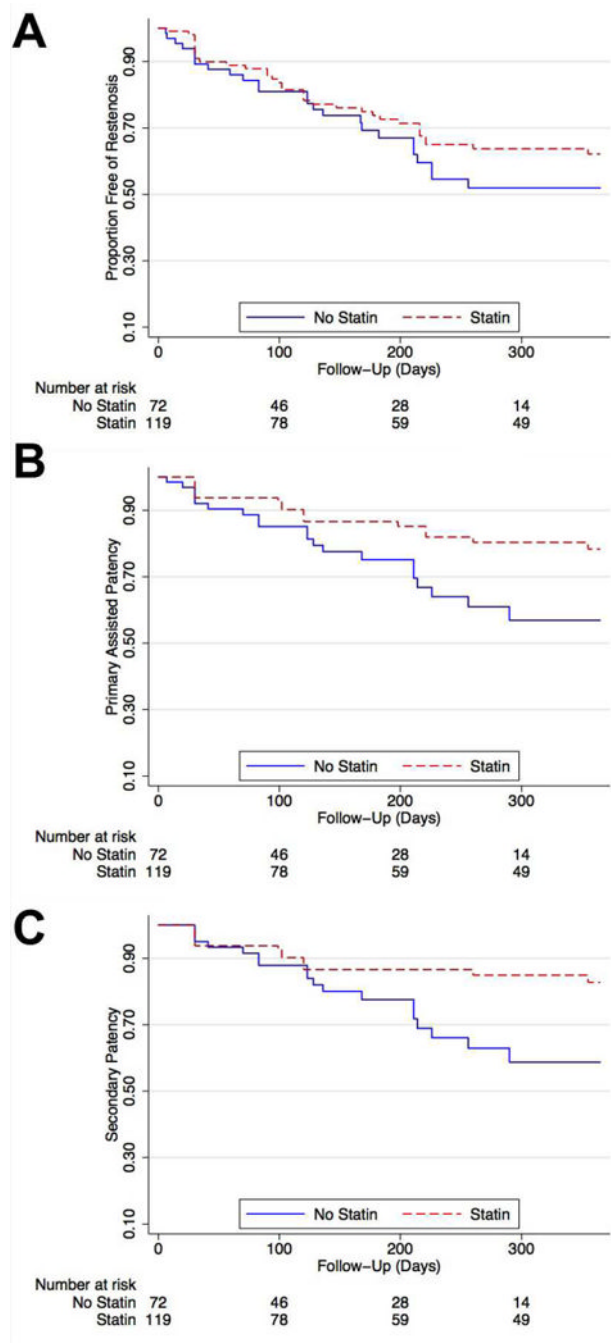 A
Proportion Free of Restenosis
0.90
0.70
0.50
0.30
0.10
No Statin Statin
0 100 200 300
Follow-Up (Days)
Number at risk
No Statin 72 46 28 14
Statin 119 78 59 49
B
Primary Assisted Patency
0.90
0.70
0.50
0.30
0.10
No Statin Statin
0 100 200 300
Follow-Up (Days)
Number at risk
No Statin 72 46 28 14
Statin 119 78 59 49
C
Secondary Patency
0.90
0.70
0.50
0.30
0.10
No Statin Statin
0 100 200 300
Follow-Up (Days)
Number at risk
No Statin 72 46 28 14
Statin 119 78 59 49